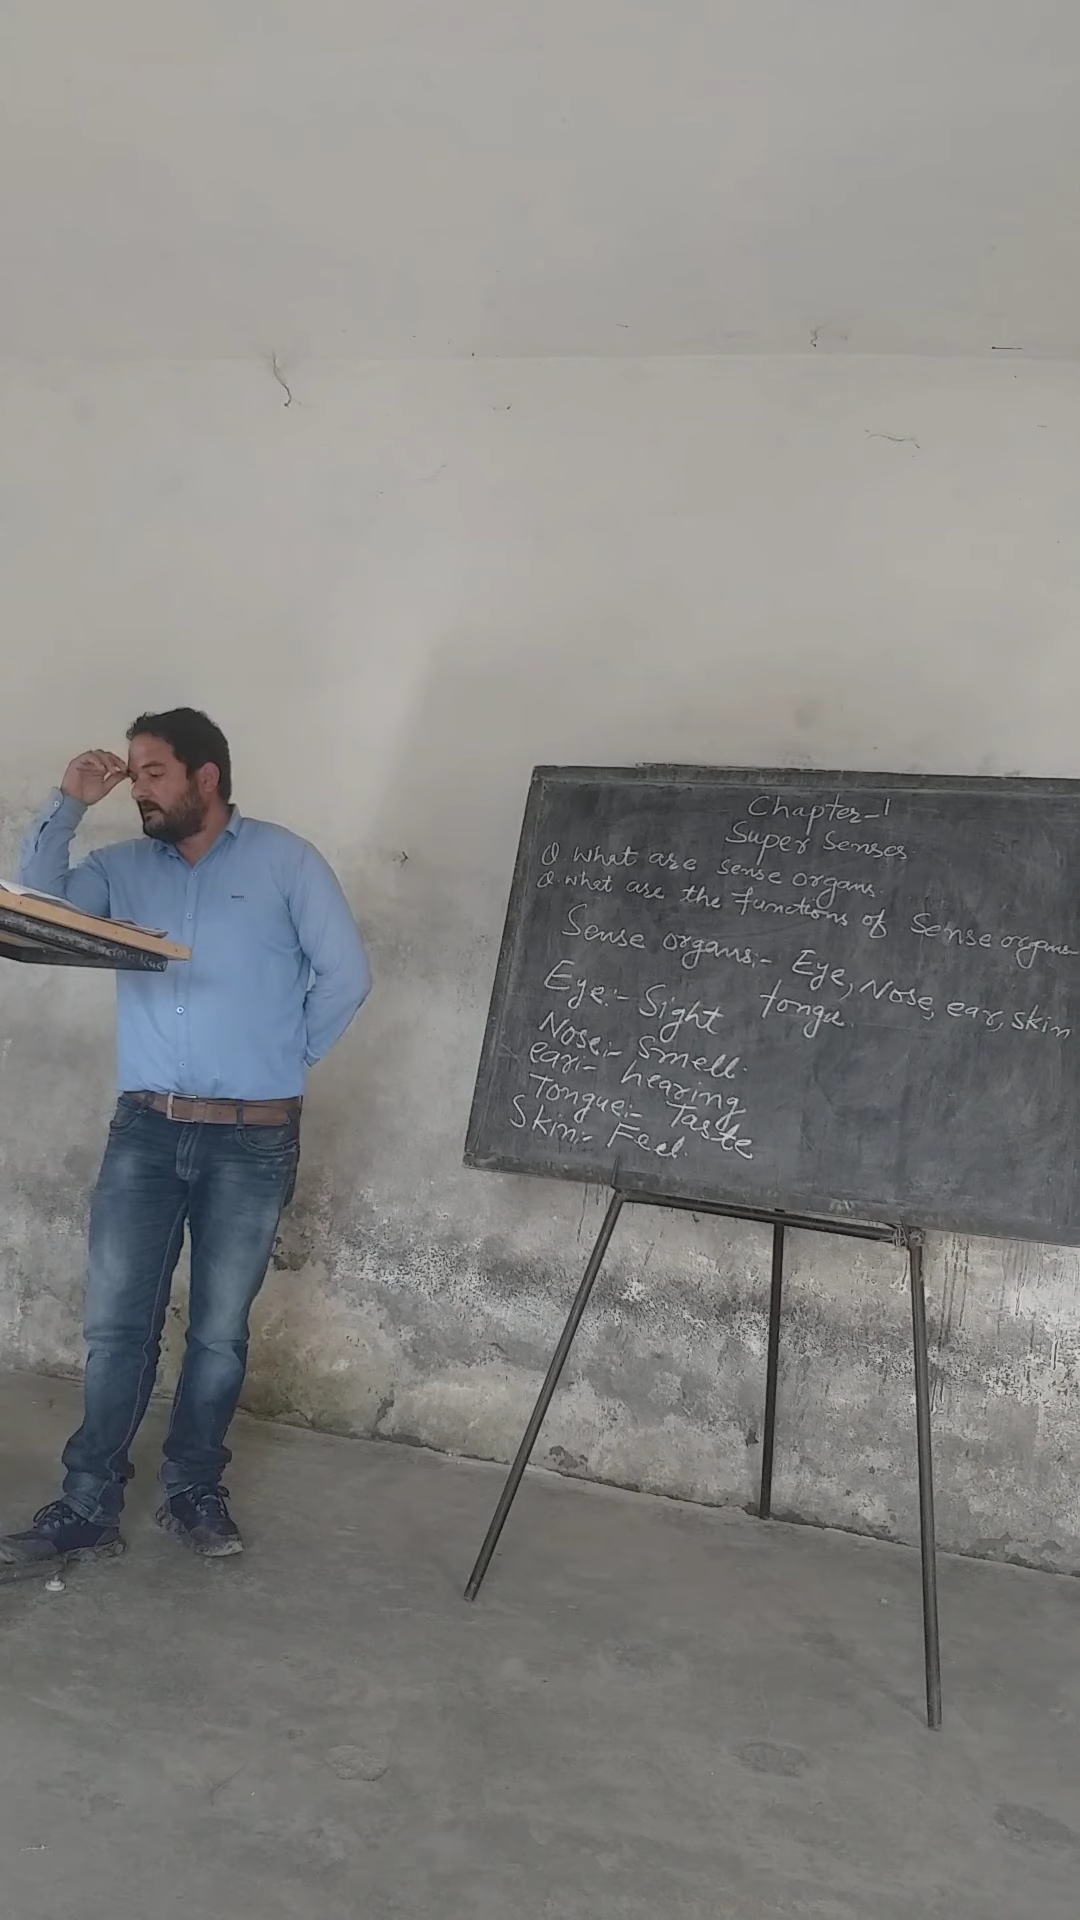 Chapter-1
Super Senses.
Q. what are sense organs.
Q. what are the functions of Sense organs
Sense organs:- Eye, Nose, ear, skin
tongue.
Eye:- Sight
Nose:- Smell.
ear:- hearing
Tongue:- Taste
Skin:- Feel.